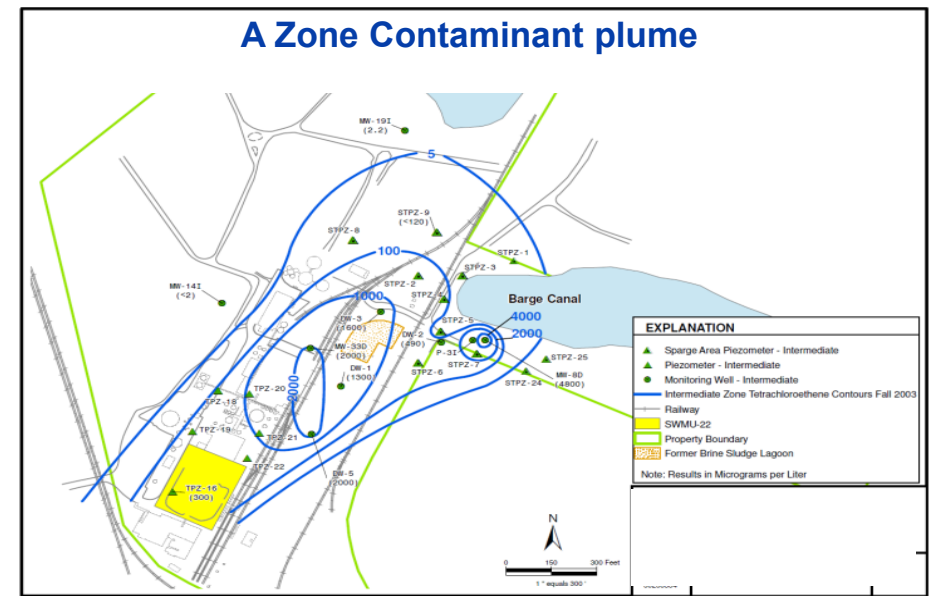 A Zone Contaminant plume
MW-19I
(2.2)
5
STPZ-9
(<120)
STPZ-8
STPZ-1
100
STPZ-3
STPZ-2
MW-14I
(<2)
1000
STPZ-4
Barge Canal
4000
DW-3
(1600)
STPZ-5
2000
DW-2
(490)
MW-33D
(2000)
P-3I
STPZ-25
DW-1
(1300)
STPZ-6
STPZ-7
STPZ-24
MW-8D
(4800)
2000
TPZ-20
TPZ-18
TPZ-19
TPZ-21
TPZ-22
DW-5
(2000)
TPZ-16
(300)
EXPLANATION
Sparge Area Piezometer - Intermediate
Piezometer - Intermediate
Monitoring Well - Intermediate
Intermediate Zone Tetrachloroethene Contours Fall 2003
Railway
SWMU-22
Property Boundary
Former Brine Sludge Lagoon
Note: Results in Micrograms per Liter
N
0 150 300 Feet
1 " equals 300 '